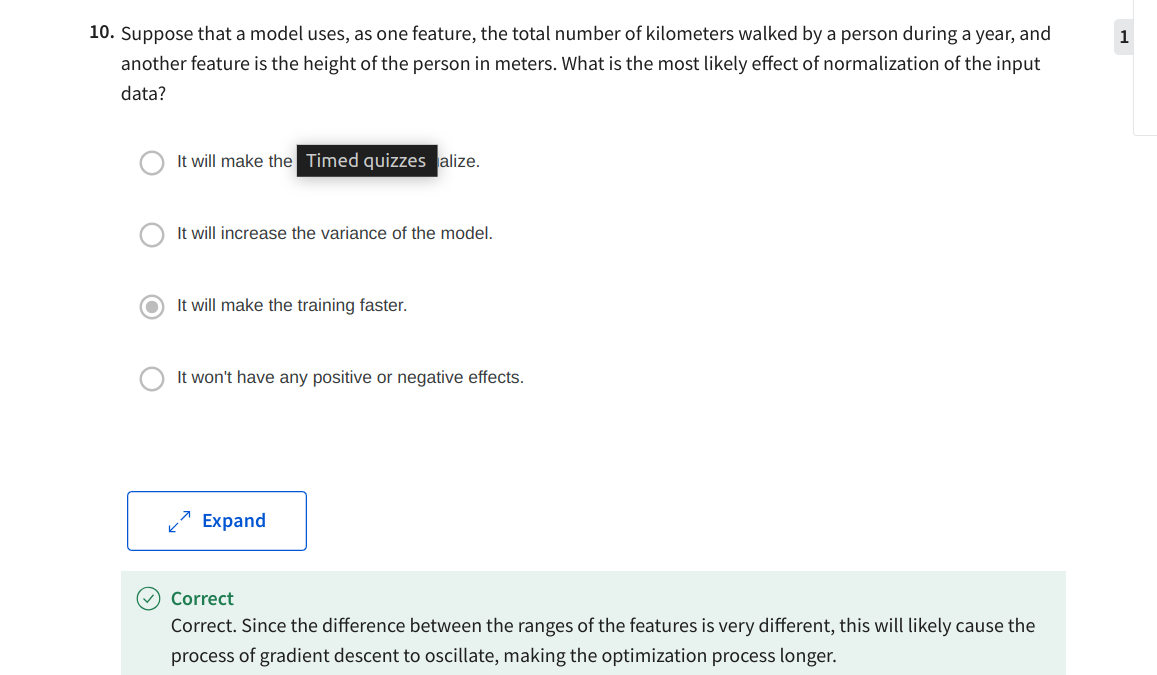 10. Suppose that a model uses, as one feature, the total number of kilometers walked by a person during a year, and
1
another feature is the height of the person in meters. What is the most likely effect of normalization of the input
data?
It will make the Timed quizzes alize.
It will increase the variance of the model.
It will make the training faster.
It won't have any positive or negative effects.
Expand
Correct
Correct. Since the difference between the ranges of the features is very different, this will likely cause the
process of gradient descent to oscillate, making the optimization process longer.